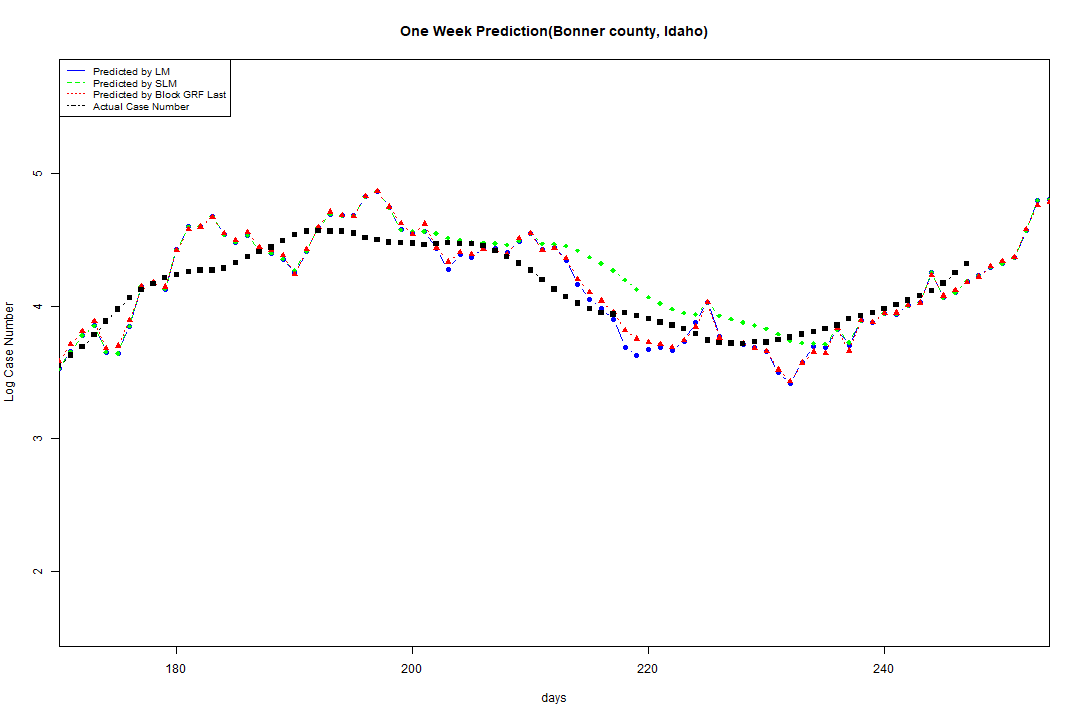 One Week Prediction(Bonner county, Idaho)
Predicted by LM
Predicted by SLM
Predicted by Block GRF Last
Actual Case Number
5
4
3
2
Log Case Number
180
200
220
240
days